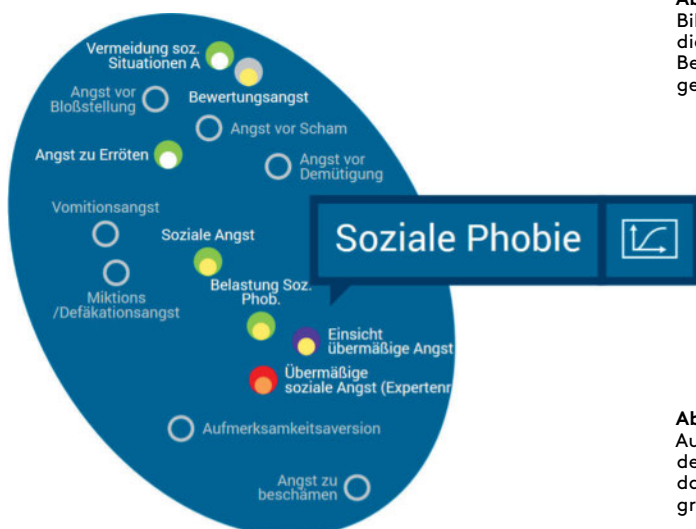 Vermeidung soz.
Situationen A
Angst vor
Bloßstellung
Bewertungsangst
Angst vor Scham
Angst zu Erröten
Angst vor
Demütigung
Vomitionsangst
Soziale Angst
Soziale Phobie
Miktions
/Defäkationsangst
Belastung Soz.
Phob.
Einsicht
übermäßige Angst
Übermäßige
soziale Angst (Expertenr
Aufmerksamkeitsaversion
Angst zu
beschämen